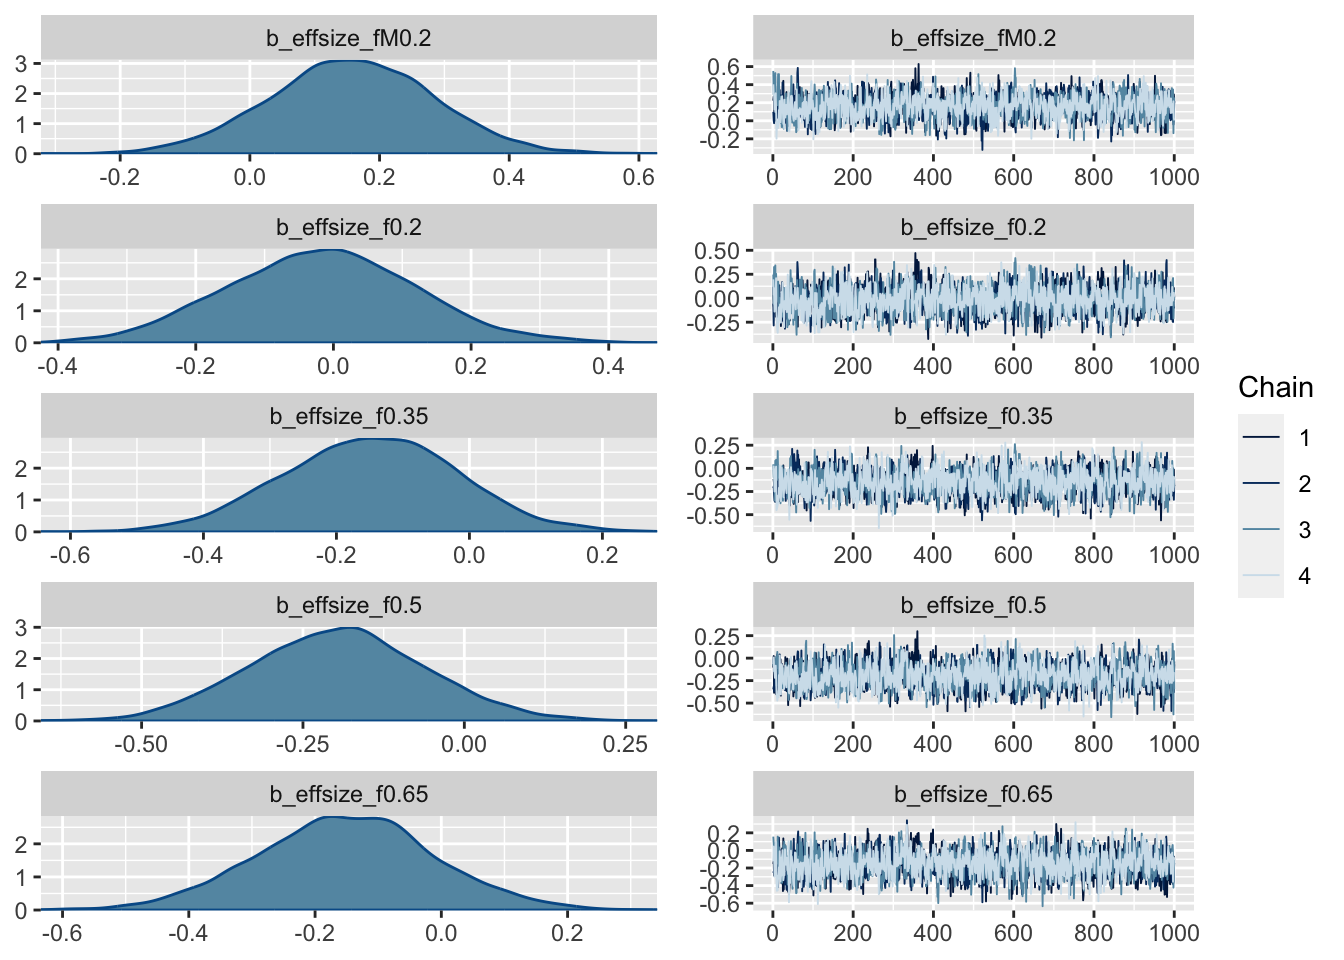 b_effsize_fM0.2
3
2
1
0
-0.2 0.0 0.2 0.4 0.6
b_effsize_fM0.2
0.6
0.4
0.2
0.0
-0.2
0 200 400 600 800 1000
b_effsize_f0.2
2
1
0
-0.4 -0.2 0.0 0.2 0.4
b_effsize_f0.2
0.50
0.25
0.00
-0.25
0 200 400 600 800 1000
b_effsize_f0.35
2
1
0
-0.6 -0.4 -0.2 0.0 0.2
b_effsize_f0.35
0.25
0.00
-0.25
-0.50
0 200 400 600 800 1000
b_effsize_f0.5
3
2
1
0
-0.50 -0.25 0.00 0.25
b_effsize_f0.5
0.25
0.00
-0.25
-0.50
0 200 400 600 800 1000
b_effsize_f0.65
2
1
0
-0.6 -0.4 -0.2 0.0 0.2
b_effsize_f0.65
0.2
0.0
-0.2
-0.4
-0.6
0 200 400 600 800 1000
Chain
1
2
3
4